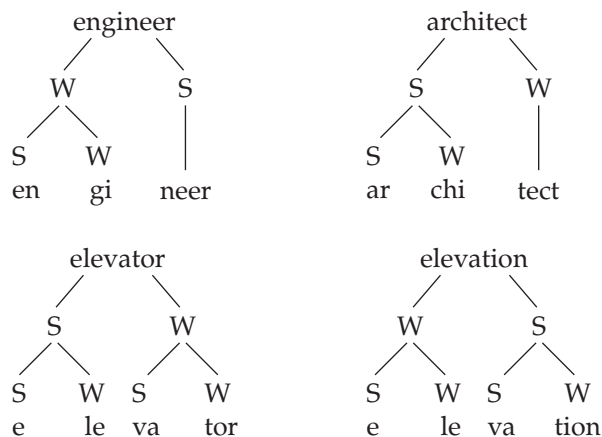 engineer architect
W S S W
S W S W
en gi neer ar chi tect
elevator elevation
S W W S
S W S W S W S W
e le va tor e le va tion